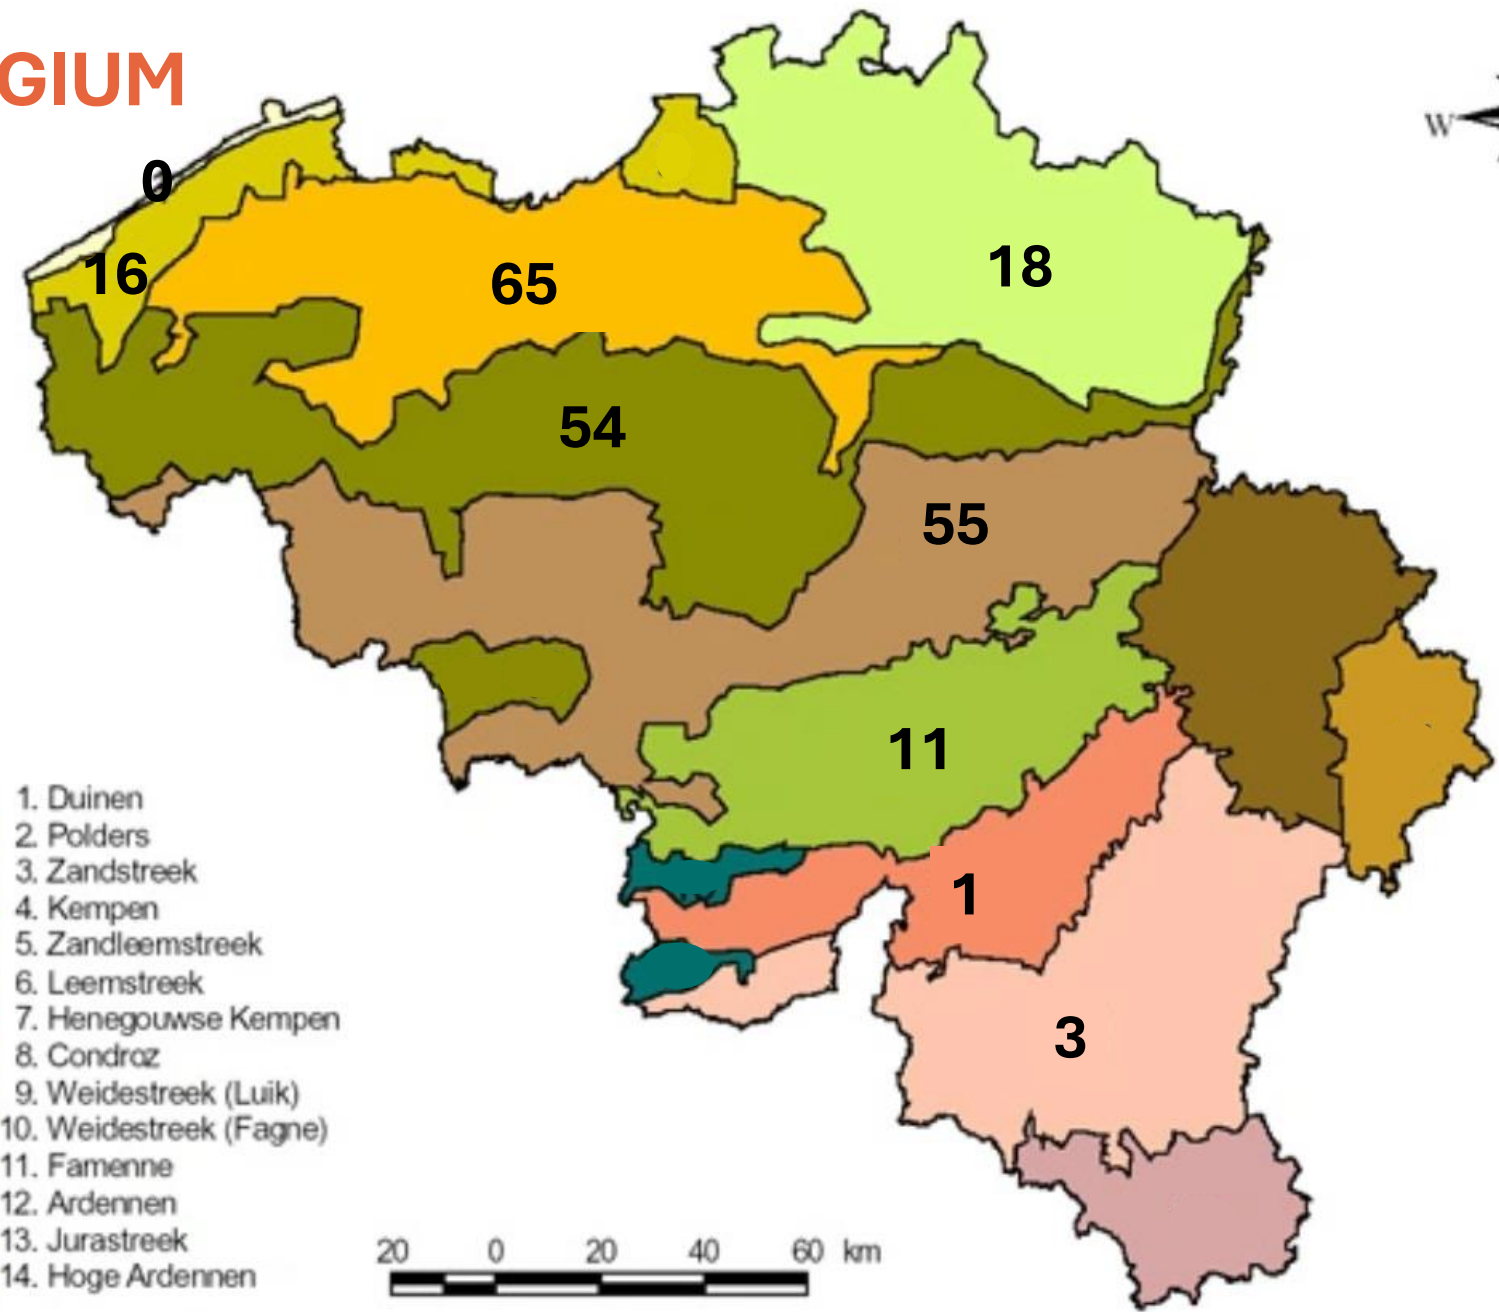 GIUM
W
0
16
65
18
54
55
11
1
3
1. Duinen
2. Polders
3. Zandstreek
4. Kempen
5. Zandleemstreek
6. Leemstreek
7. Henegouwse Kempen
8. Condroz
9. Weidestreek (Luik)
10. Weidestreek (Fagne)
11. Famenne
12. Ardennen
13. Jurastreek
14. Hoge Ardennen
20 0 20 40 60 km